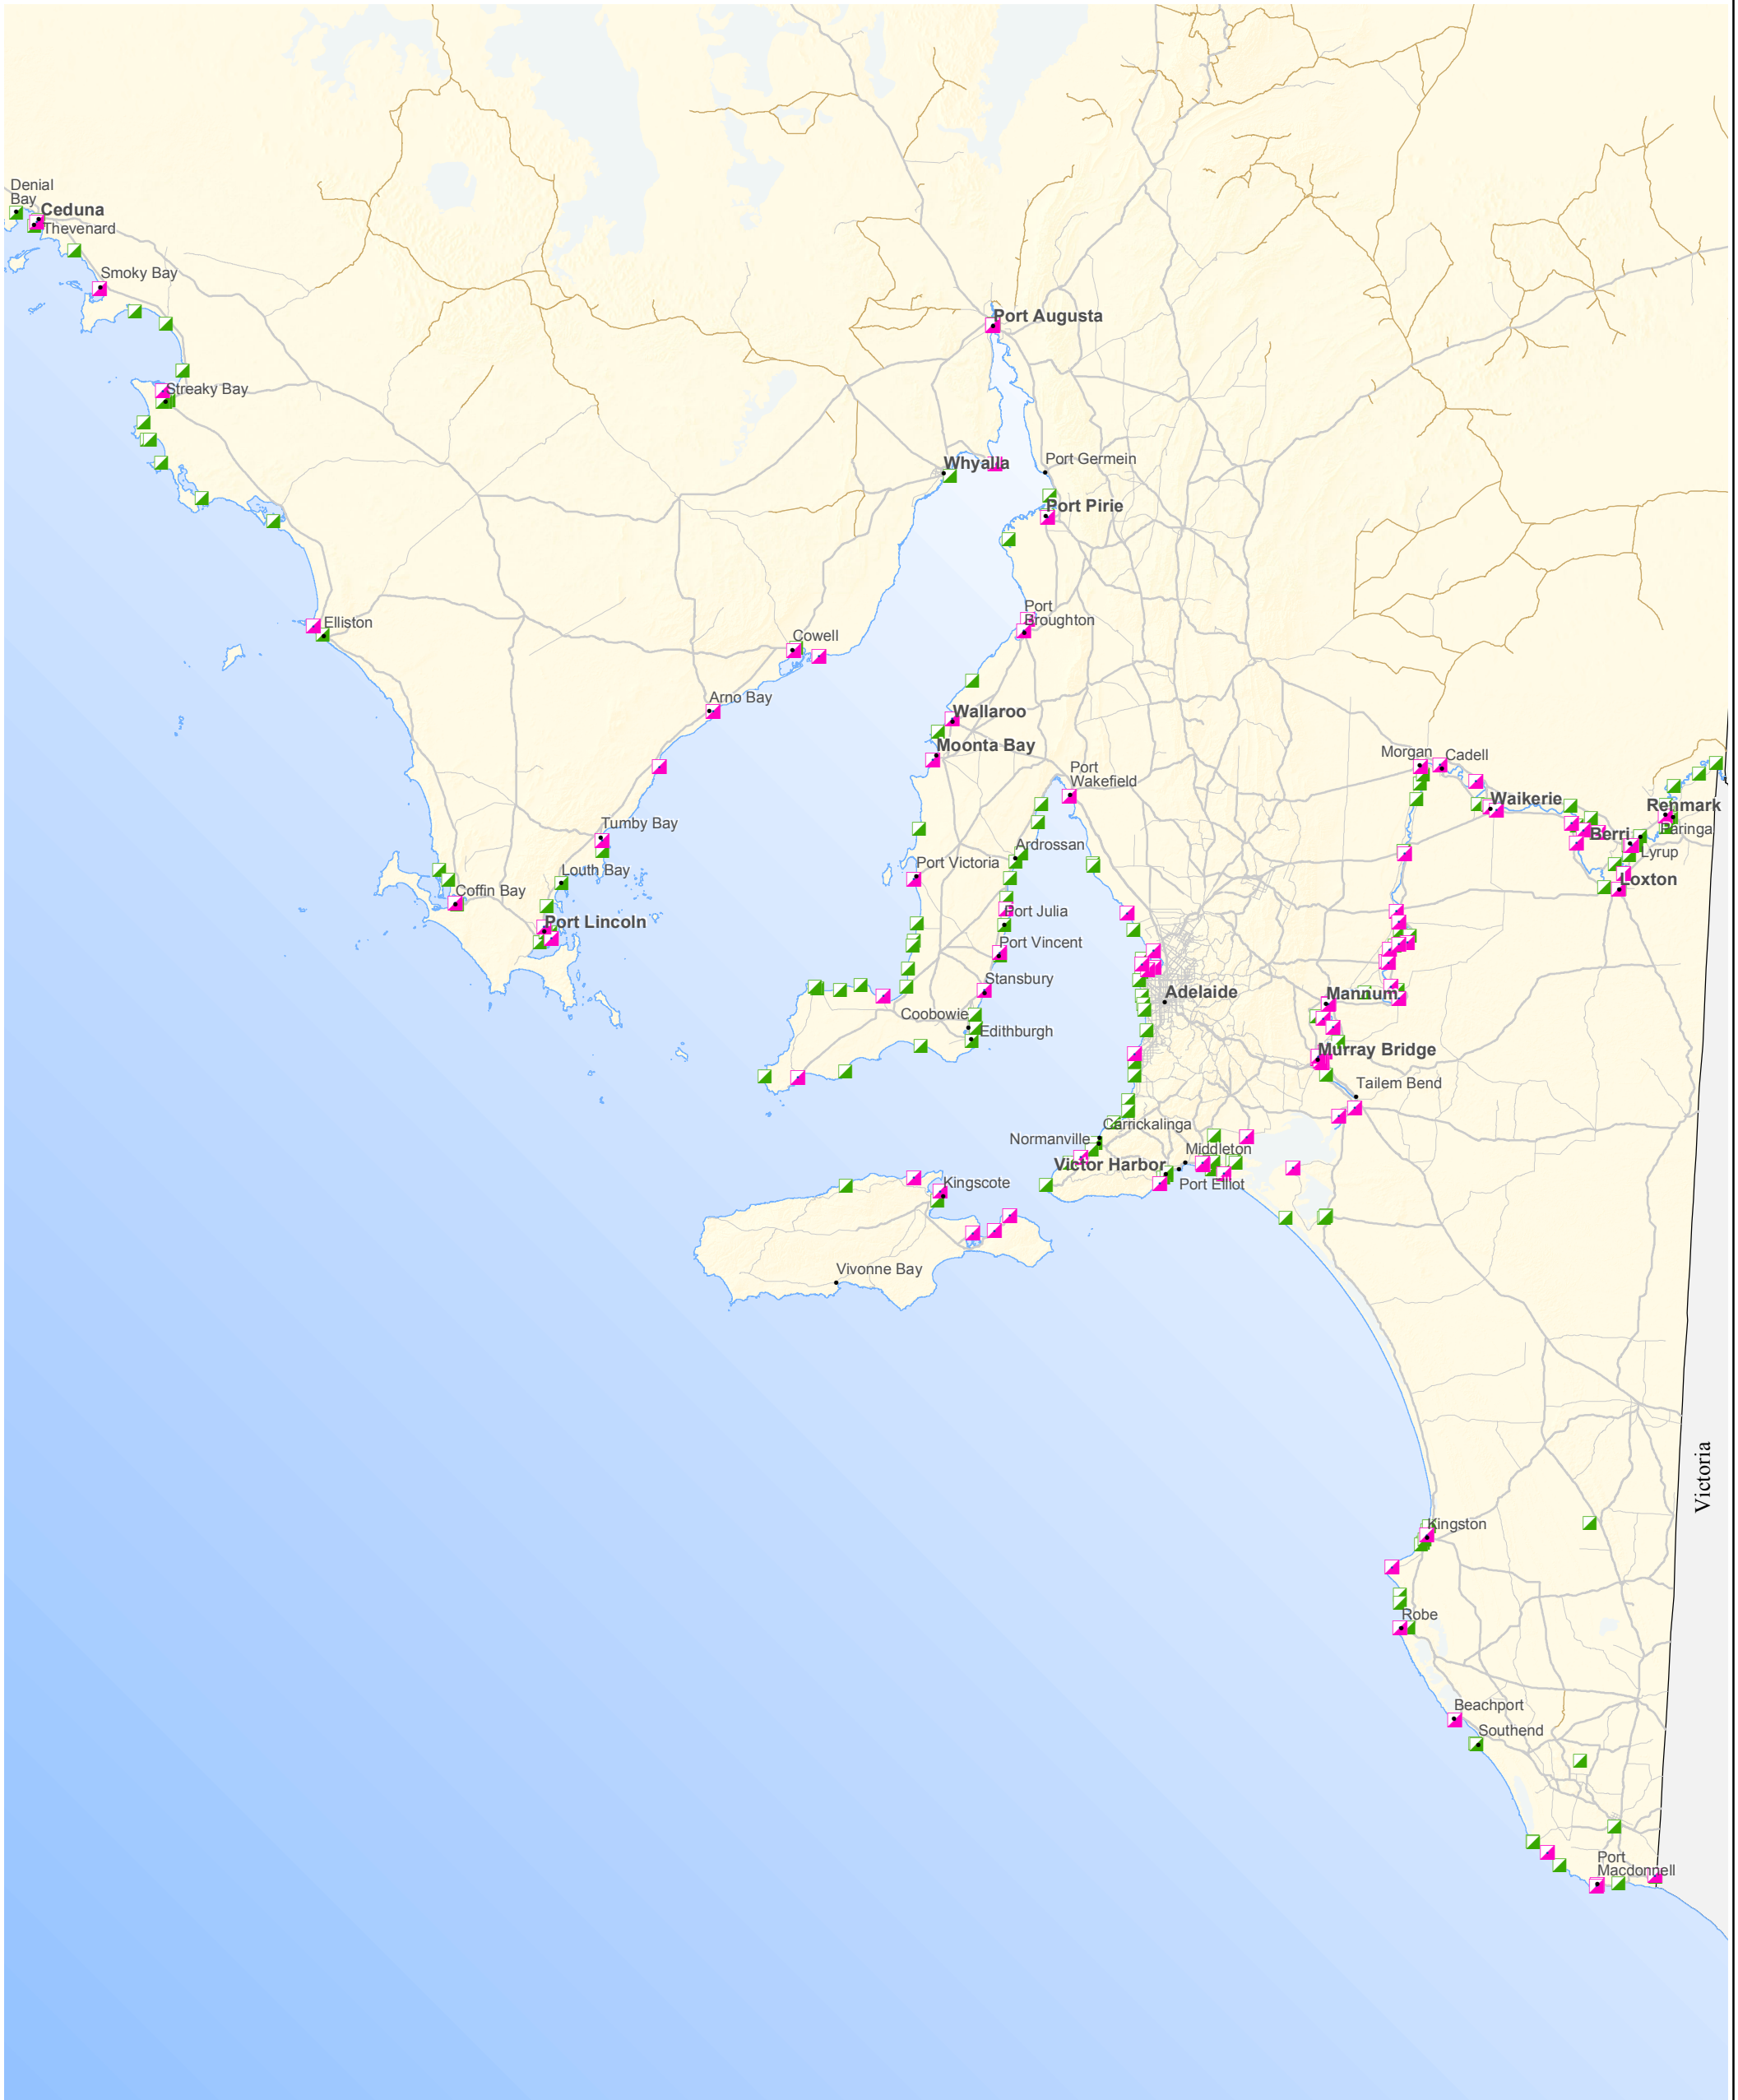 Denial
Bay
Ceduna
Thevenard
Smoky Bay
Port Augusta
Streaky Bay
Port Germein
Whyalla
Port Pirie
Port
Broughton
Elliston
Cowell
Arno Bay
Wallaroo
Moonta Bay
Morgan
Cadell
Port
Wakefield
Waikerie
Renmark
Paringa
Berri
Lyrup
Tumby Bay
Ardrossan
Port Victoria
Louth Bay
Loxton
Coffin Bay
Port Julia
Port Lincoln
Port Vincent
Stansbury
Adelaide
Mannum
Coobowie
Edithburgh
Murray Bridge
Tailem Bend
Carrickalinga
Normanville
Middleton
Victor Harbor
Port Elliot
Kingscote
Vivonne Bay
Victoria
Kingston
Robe
Beachport
Southend
Port
Macdonnell